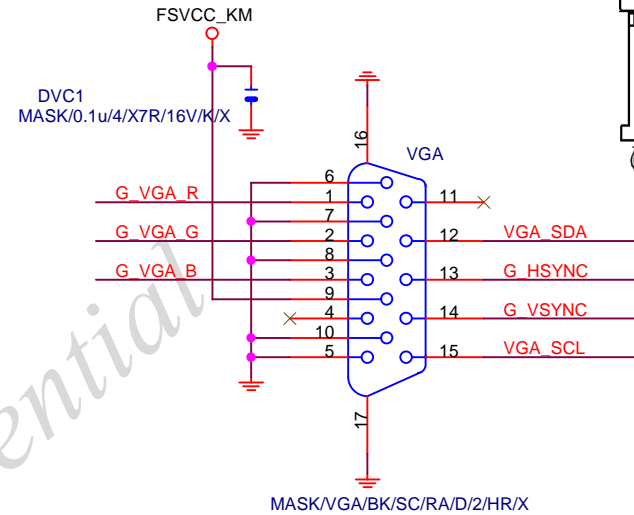 FSVCC_KM
DVC1
MASK/0.1u/4/X7R/16V/K/X
16
VGA
6
G_VGA_R 1 11
7
G_VGA_G 2 12 VGA_SDA
8
G_VGA_B 3 13 G_HSYNC
9
4 14 G_VSYNC
10
5 15 VGA_SCL
17
MASK/VGA/BK/SC/RA/D/2/HR/X
ential